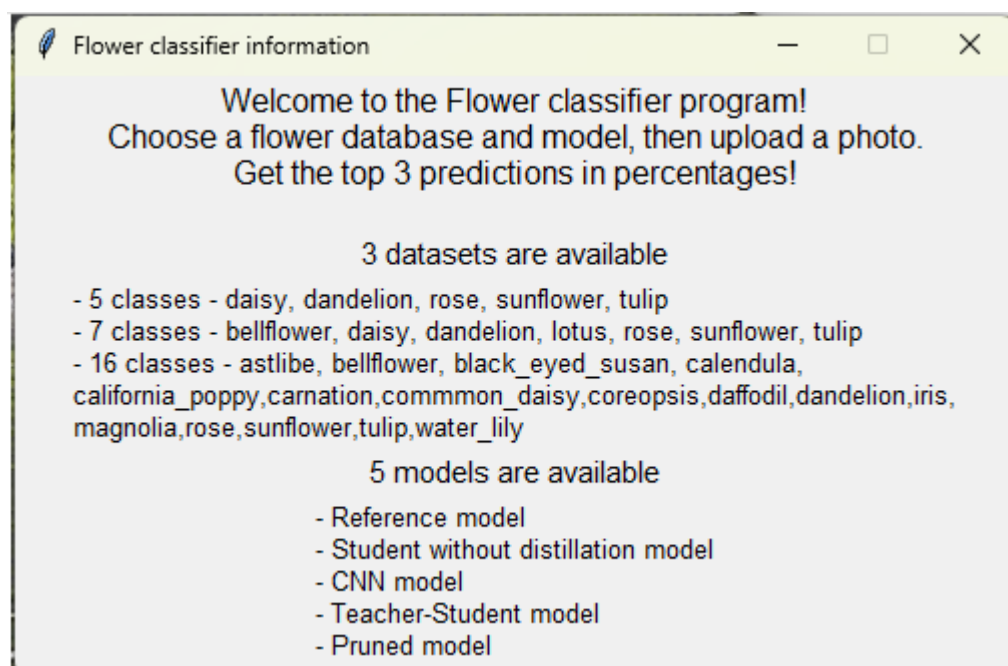 Flower classifier information
Welcome to the Flower classifier program!
Choose a flower database and model, then upload a photo.
Get the top 3 predictions in percentages!
3 datasets are available
- 5 classes - daisy, dandelion, rose, sunflower, tulip
- 7 classes - bellflower, daisy, dandelion, lotus, rose, sunflower, tulip
- 16 classes - astlibe, bellflower, black_eyed_susan, calendula,
california_poppy,carnation,commmon_daisy,coreopsis,daffodil,dandelion,iris,
magnolia,rose,sunflower,tulip,water_lily
5 models are available
- Reference model
- Student without distillation model
- CNN model
- Teacher-Student model
- Pruned model